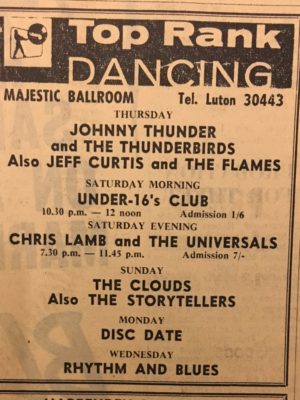 Top Rank
DANCING
MAJESTIC BALLROOM Tel. Luton 30443
THURSDAY
JOHNNY THUNDER
and THE THUNDERBIRDS
Also JEFF CURTIS and THE FLAMES
SATURDAY MORNING
UNDER-16's CLUB
10.30 p.m. — 12 noon Admission 1/6
SATURDAY EVENING
CHRIS LAMB and THE UNIVERSALS
7.30 p.m. — 11.45 p.m. Admission 7/-
SUNDAY
THE CLOUDS
Also THE STORYTELLERS
MONDAY
DISC DATE
WEDNESDAY
RHYTHM AND BLUES